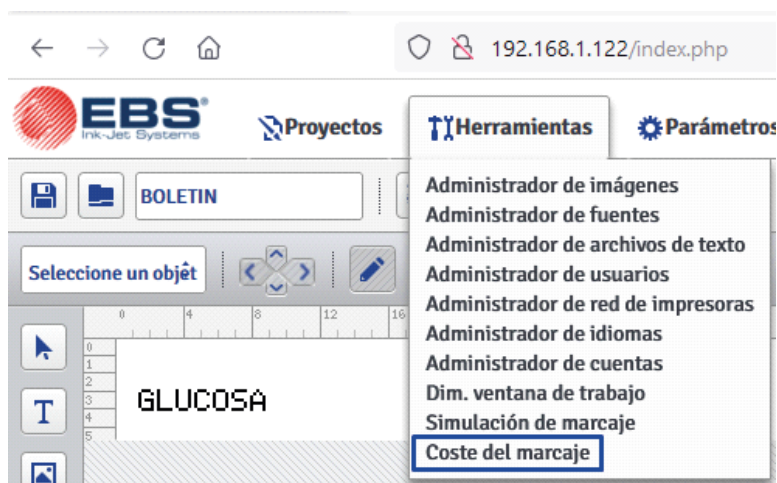 192.168.1.122/index.php
EBS®
Ink-Jet Systems
Proyectos
Herramientas
Parámetros
BOLETIN
Administrador de imágenes
Administrador de fuentes
Administrador de archivos de texto
Administrador de usuarios
Administrador de red de impresoras
Administrador de idiomas
Administrador de cuentas
Dim. ventana de trabajo
Simulación de marcaje
Coste del marcaje
Seleccione un objet
0 4 8 12 16
0
1
2
3
4
5
T
GLUCOSA